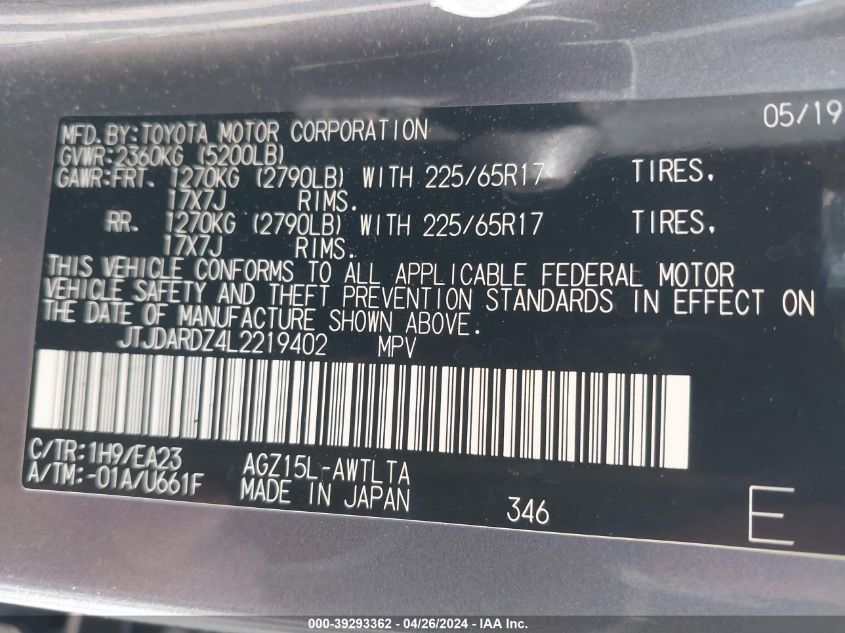 05/19
MFD.BY:TOYOTA MOTOR CORPORATION
GVWR:2360KG (5200LB)
GAWR:FRT. 1270KG (2790LB) WITH 225/65R17 TIRES.
17X7J RIMS.
RR. 1270KG (2790LB) WITH 225/65R17 TIRES.
17X7J RIMS.
THIS VEHICLE CONFORMS TO ALL APPLICABLE FEDERAL MOTOR
VEHICLE SAFETY AND THEFT PREVENTION STANDARDS IN EFFECT ON
THE DATE OF MANUFACTURE SHOWN ABOVE.
JTJDARDZ4L2219402 MPV
C/TR:1H9/EA23 AGZ15L-AWTLTA
A/TM:-01A/U661F MADE IN JAPAN 346 E
000-39293362 - 04/26/2024 - IAA Inc.